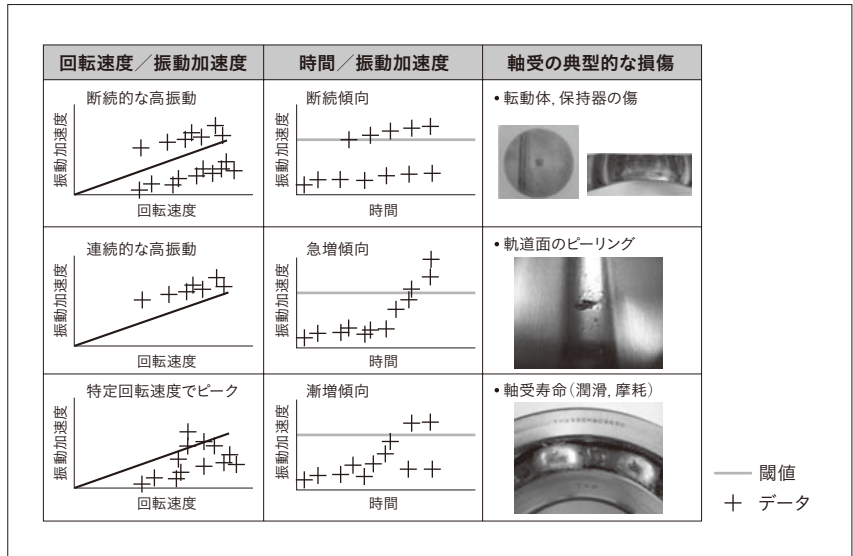 回転速度／振動加速度
時間／振動加速度
軸受の典型的な損傷
断続的な高振動
振動加速度
回転速度
断続傾向
振動加速度
時間
• 転動体, 保持器の傷
連続的な高振動
振動加速度
回転速度
急増傾向
振動加速度
時間
• 軌道面のピーリング
特定回転速度でピーク
振動加速度
回転速度
漸増傾向
振動加速度
時間
• 軸受寿命（潤滑, 摩耗）
閾値
データ